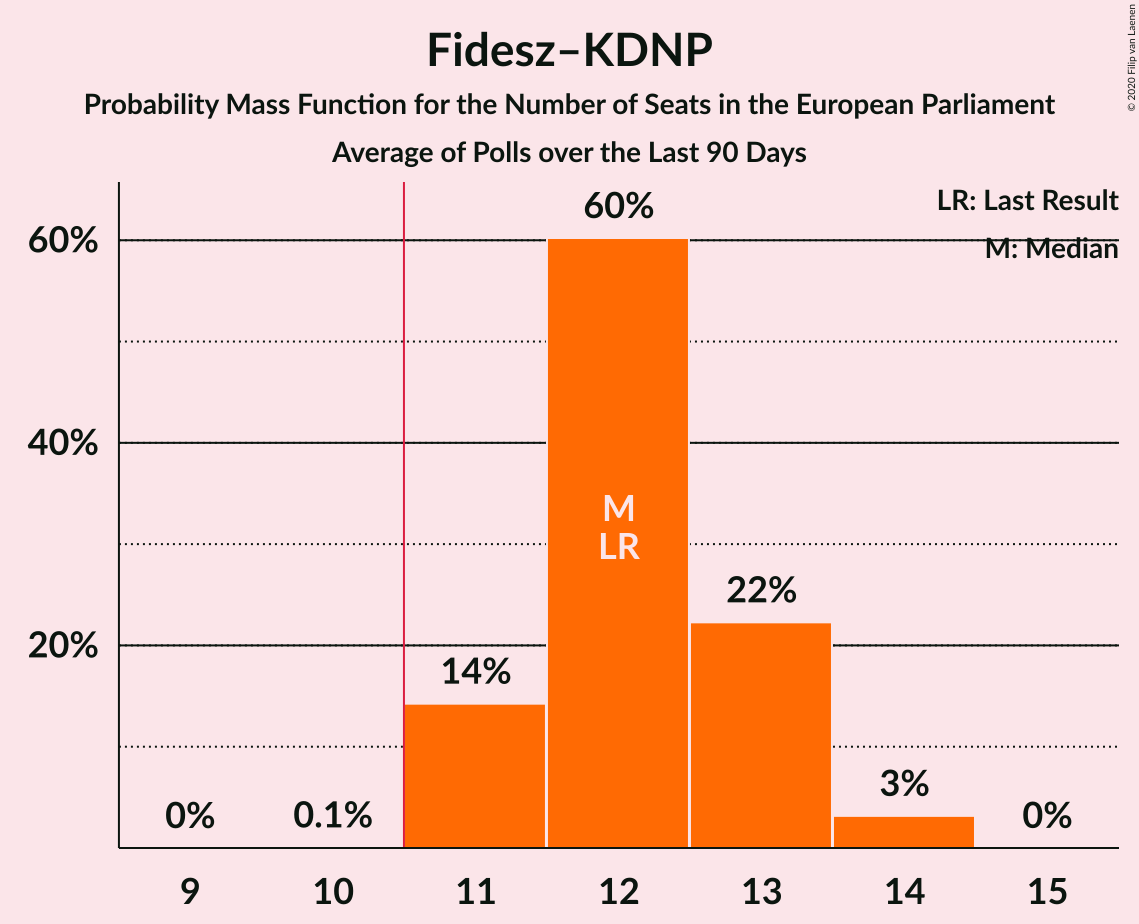 Fidesz–KDNP
Probability Mass Function for the Number of Seats in the European Parliament
Average of Polls over the Last 90 Days
© 2020 Filip van Laenen
LR: Last Result
M: Median
60%
40%
20%
0%
0.1%
14%
60%
M
LR
22%
3%
0%
9 10 11 12 13 14 15